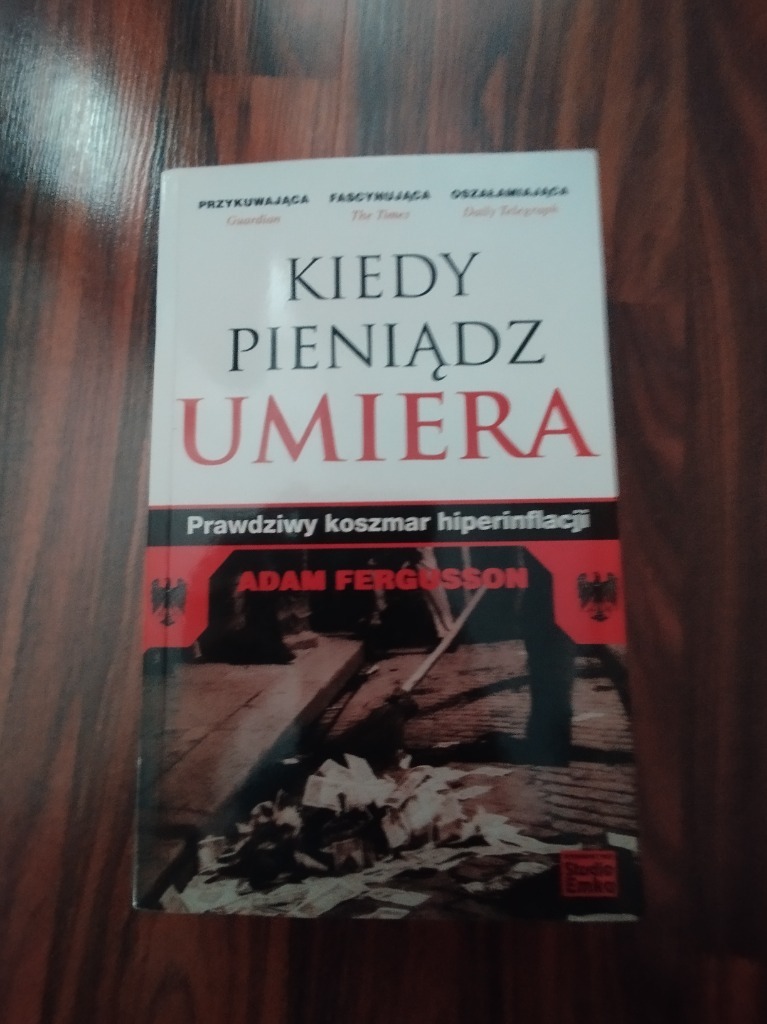 PRZYKUWAJĄCA FASCYNUJĄCA OSZAŁAMIAJĄCA
Guardian The Times Daily Telegraph
KIEDY
PIENIĄDZ
UMIERA
Prawdziwy koszmar hiperinflacji
ADAM FERGUSSON
Studio
Emka